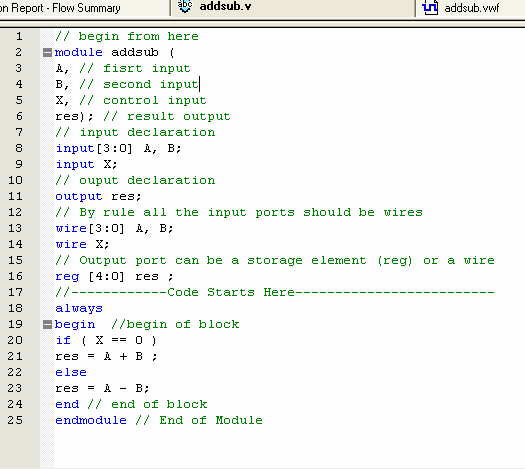 on Report - Flow Summary
abc addsub.v
addsub.vwf
1 // begin from here
2 module addsub (
3 A, // fisrt input
4 B, // second input
5 X, // control input
6 res); // result output
7 // input declaration
8 input[3:0] A, B;
9 input X;
10 // ouput declaration
11 output res;
12 // By rule all the input ports should be wires
13 wire[3:0] A, B;
14 wire X;
15 // Output port can be a storage element (reg) or a wire
16 reg [4:0] res ;
17 //------------Code Starts Here-------------------------
18 always
19 begin  //begin of block
20 if ( X == 0 )
21 res = A + B ;
22 else
23 res = A - B;
24 end // end of block
25 endmodule // End of Module